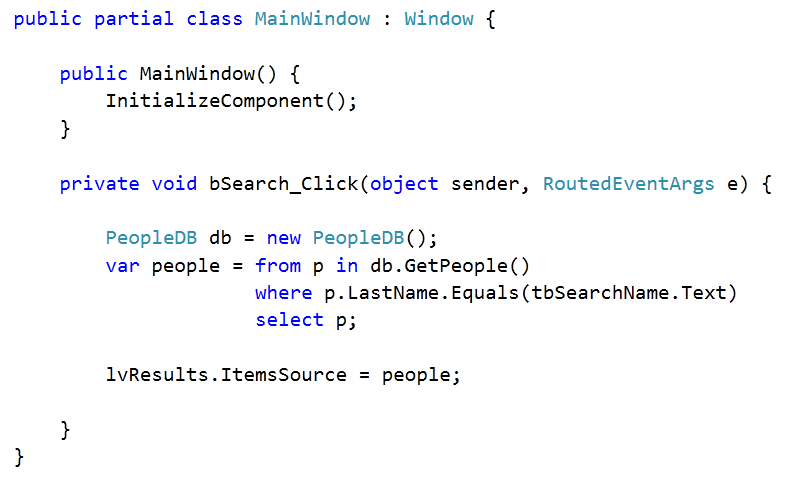 public partial class MainWindow : Window {
public MainWindow() {
InitializeComponent();
}
private void bSearch_Click(object sender, RoutedEventArgs e) {
PeopleDB db = new PeopleDB();
var people = from p in db.GetPeople()
where p.LastName.Equals(tbSearchName.Text)
select p;
lvResults.ItemsSource = people;
}
}